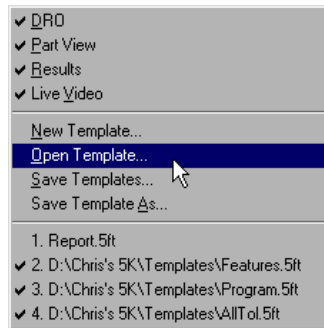 DRO
Part View
Results
Live Video
New Template...
Open Template...
Save Templates...
Save Template As...
1. Report.5ft
2. D:\Chris's 5K\Templates\Features.5ft
3. D:\Chris's 5K\Templates\Program.5ft
4. D:\Chris's 5K\Templates\AllTol.5ft